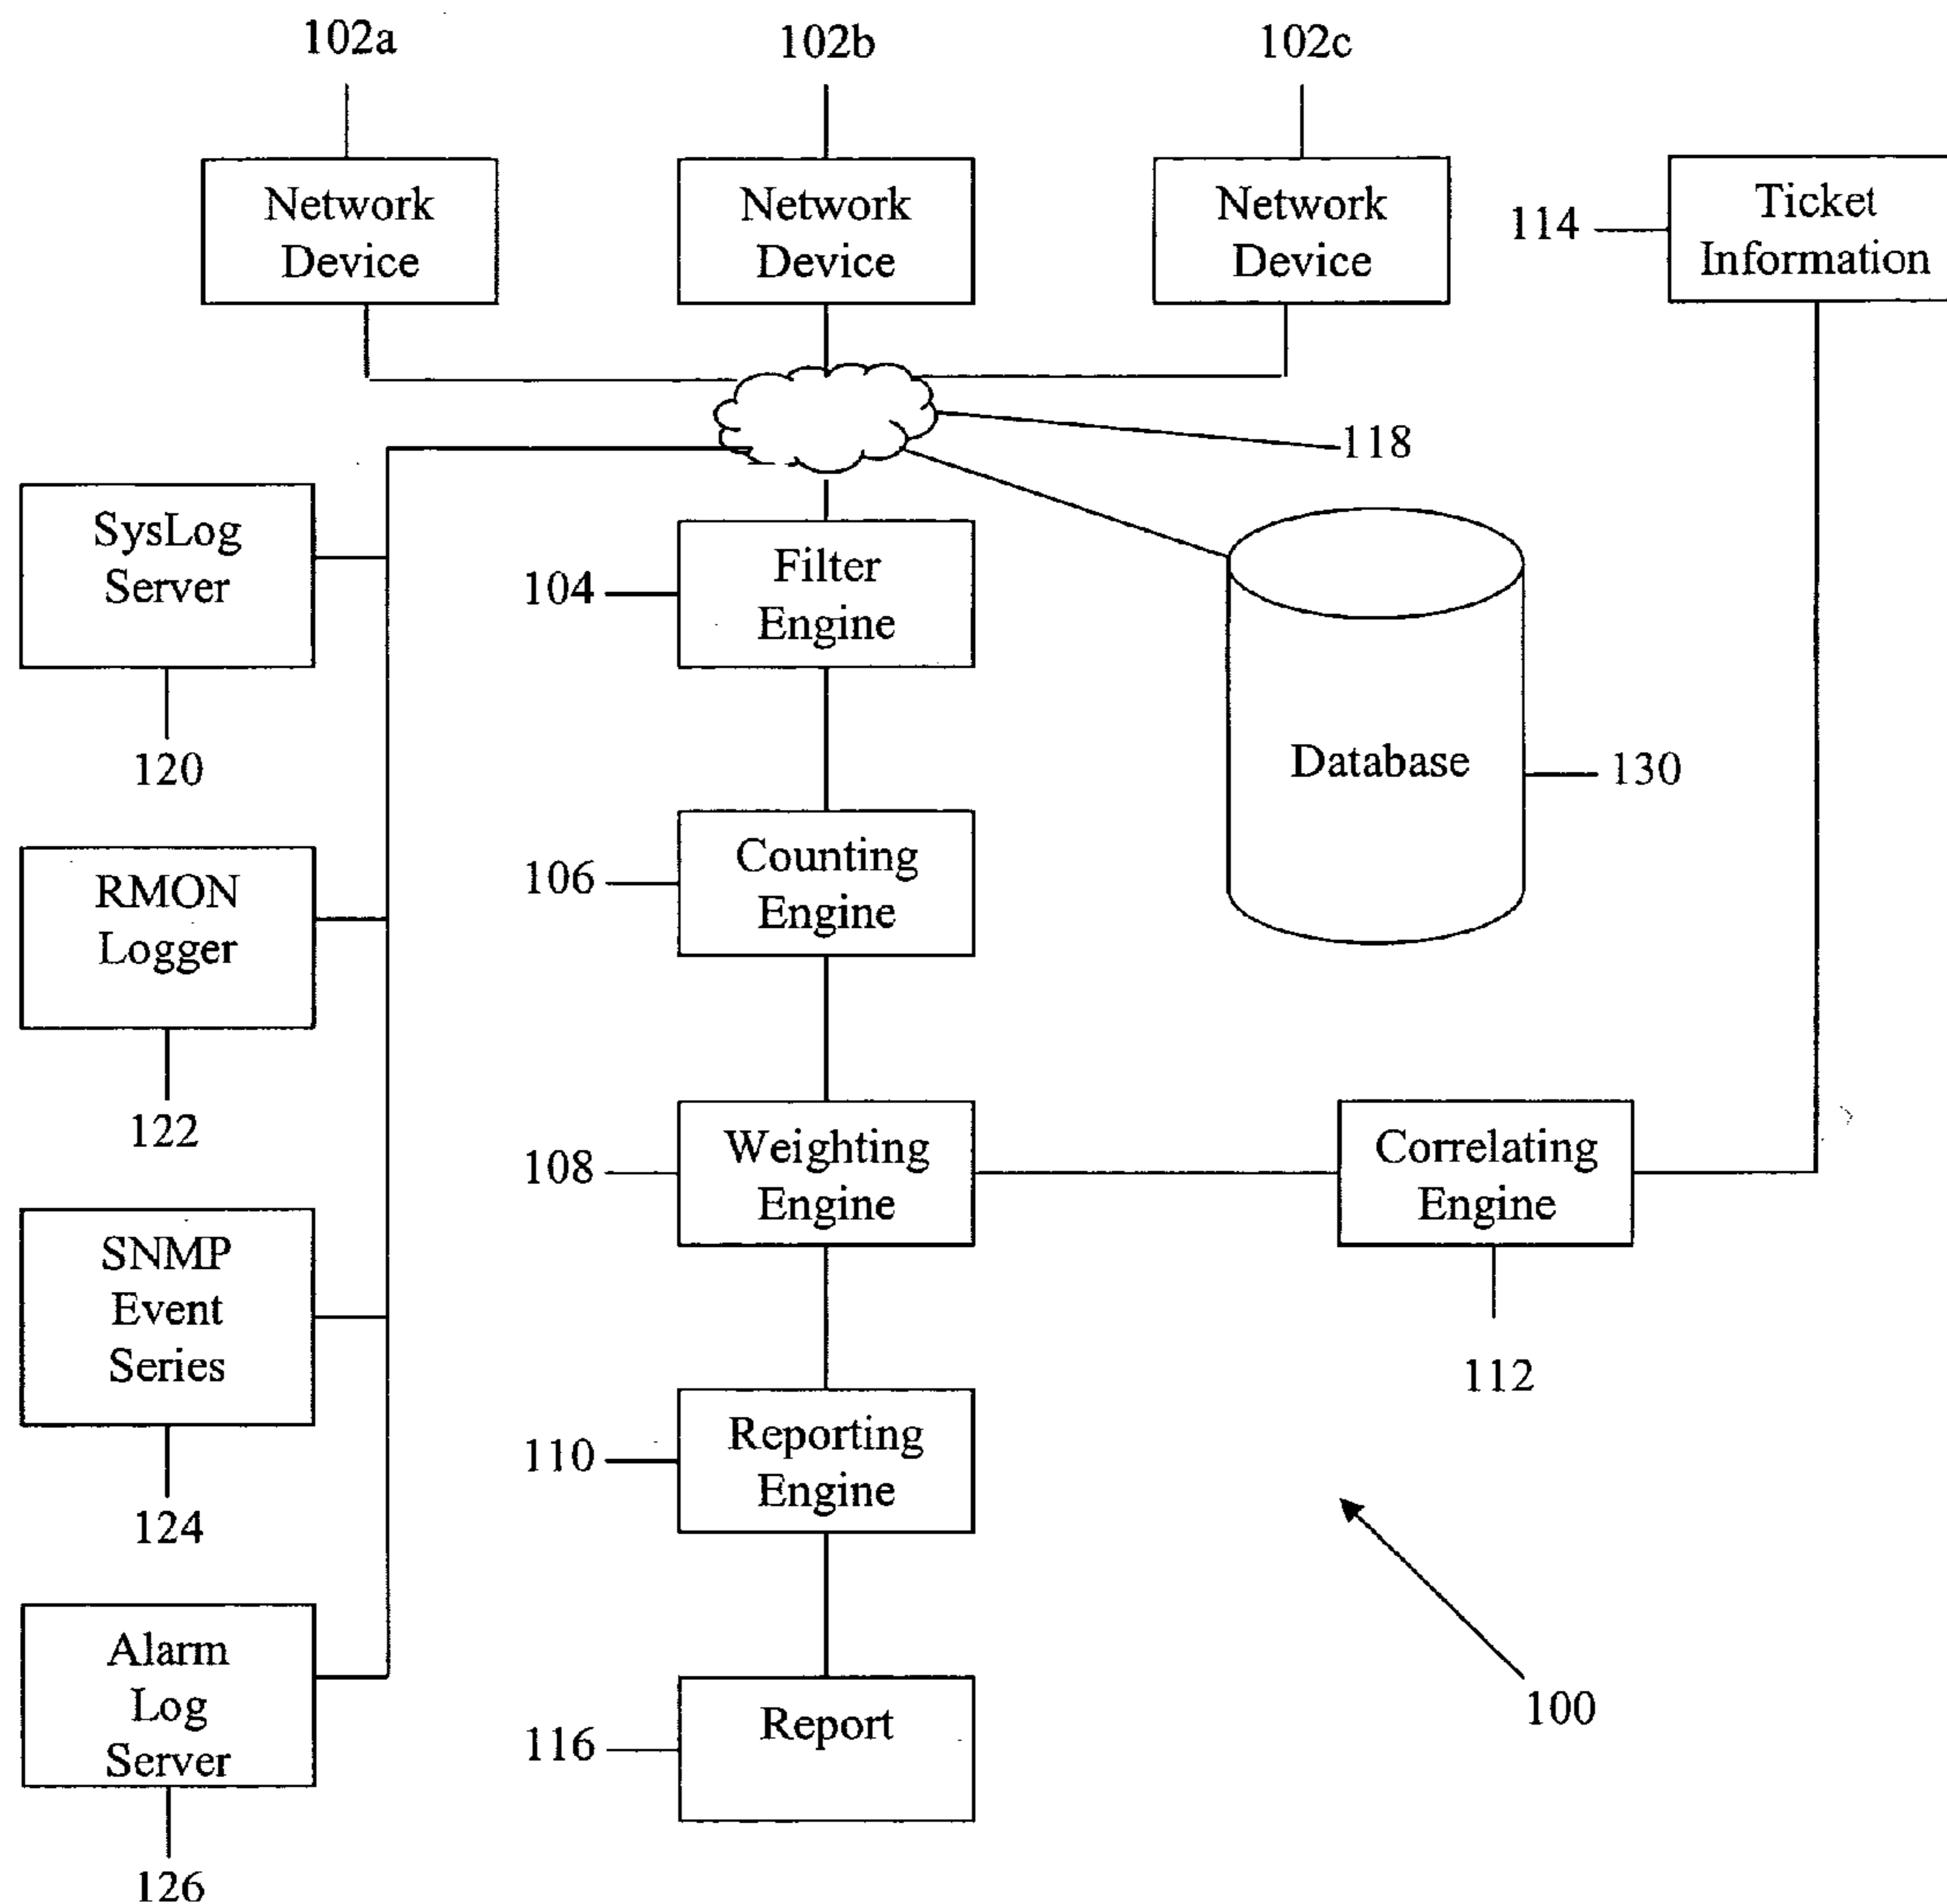 102a
102b
102c
Network
Device
Network
Device
Network
Device
114
Ticket
Information
118
SysLog
Server
120
104
Filter
Engine
Database
130
106
Counting
Engine
RMON
Logger
122
108
Weighting
Engine
Correlating
Engine
112
SNMP
Event
Series
124
110
Reporting
Engine
100
Alarm
Log
Server
126
116
Report